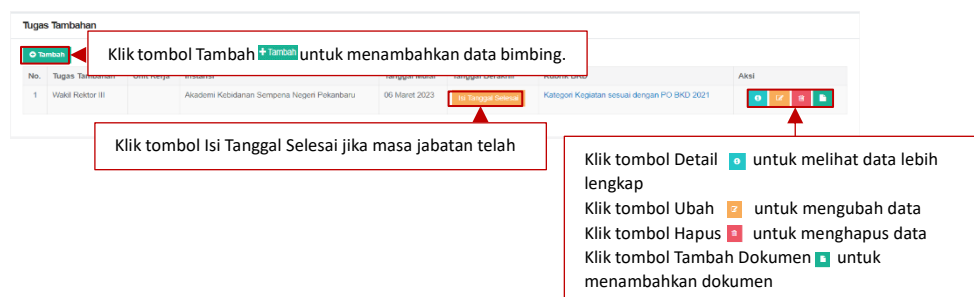 Tugas Tambahan
Tambah
Klik tombol Tambah + Tambah untuk menambahkan data bimbing.
No. Tugas Tambahan Unit Kerja Instansi Tanggal Mulai Tanggal Berakhir Rubrik BKD Aksi
1 Wakil Rektor III Akademi Kebidanan Sempena Negeri Pekanbaru 06 Maret 2023 Isi Tanggal Selesai Kategori Kegiatan sesuai dengan PO BKD 2021
Klik tombol Isi Tanggal Selesai jika masa jabatan telah
Klik tombol Detail untuk melihat data lebih
lengkap
Klik tombol Ubah untuk mengubah data
Klik tombol Hapus untuk menghapus data
Klik tombol Tambah Dokumen untuk
menambahkan dokumen